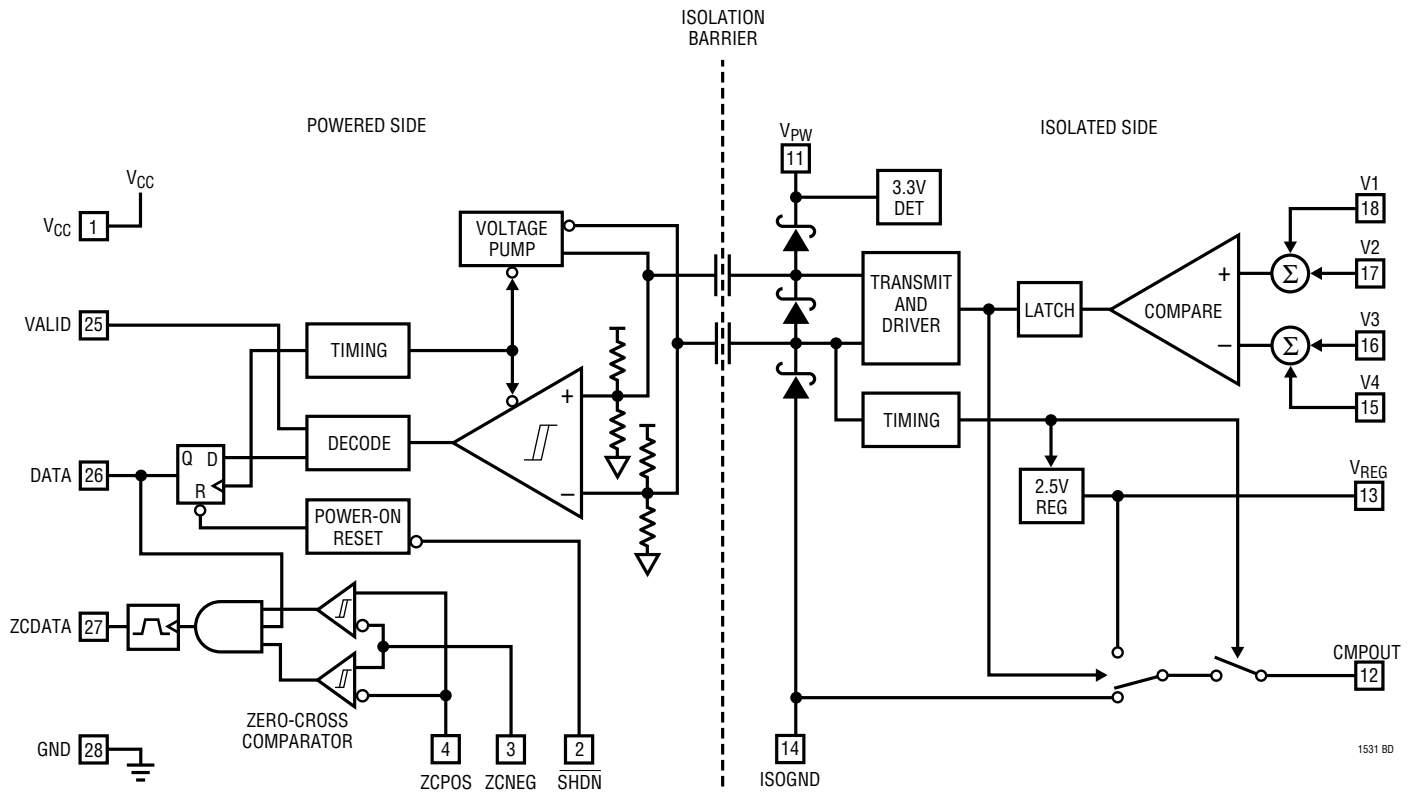 ISOLATION
BARRIER
POWERED SIDE
ISOLATED SIDE
VPW
11
VCC
VCC
1
3.3V
DET
V1
18
VOLTAGE
PUMP
V2
17
TRANSMIT
AND
DRIVER
LATCH
+
COMPARE
–
Σ
Σ
VALID
25
TIMING
V3
16
V4
15
+
TIMING
DECODE
DATA
26
Q D
R
–
2.5V
REG
VREG
13
POWER-ON
RESET
ZCDATA
27
CMPOUT
12
ZERO-CROSS
COMPARATOR
GND
28
4
3
2
14
ZCPOS
ZCNEG
SHDN
ISOGND
1531 BD